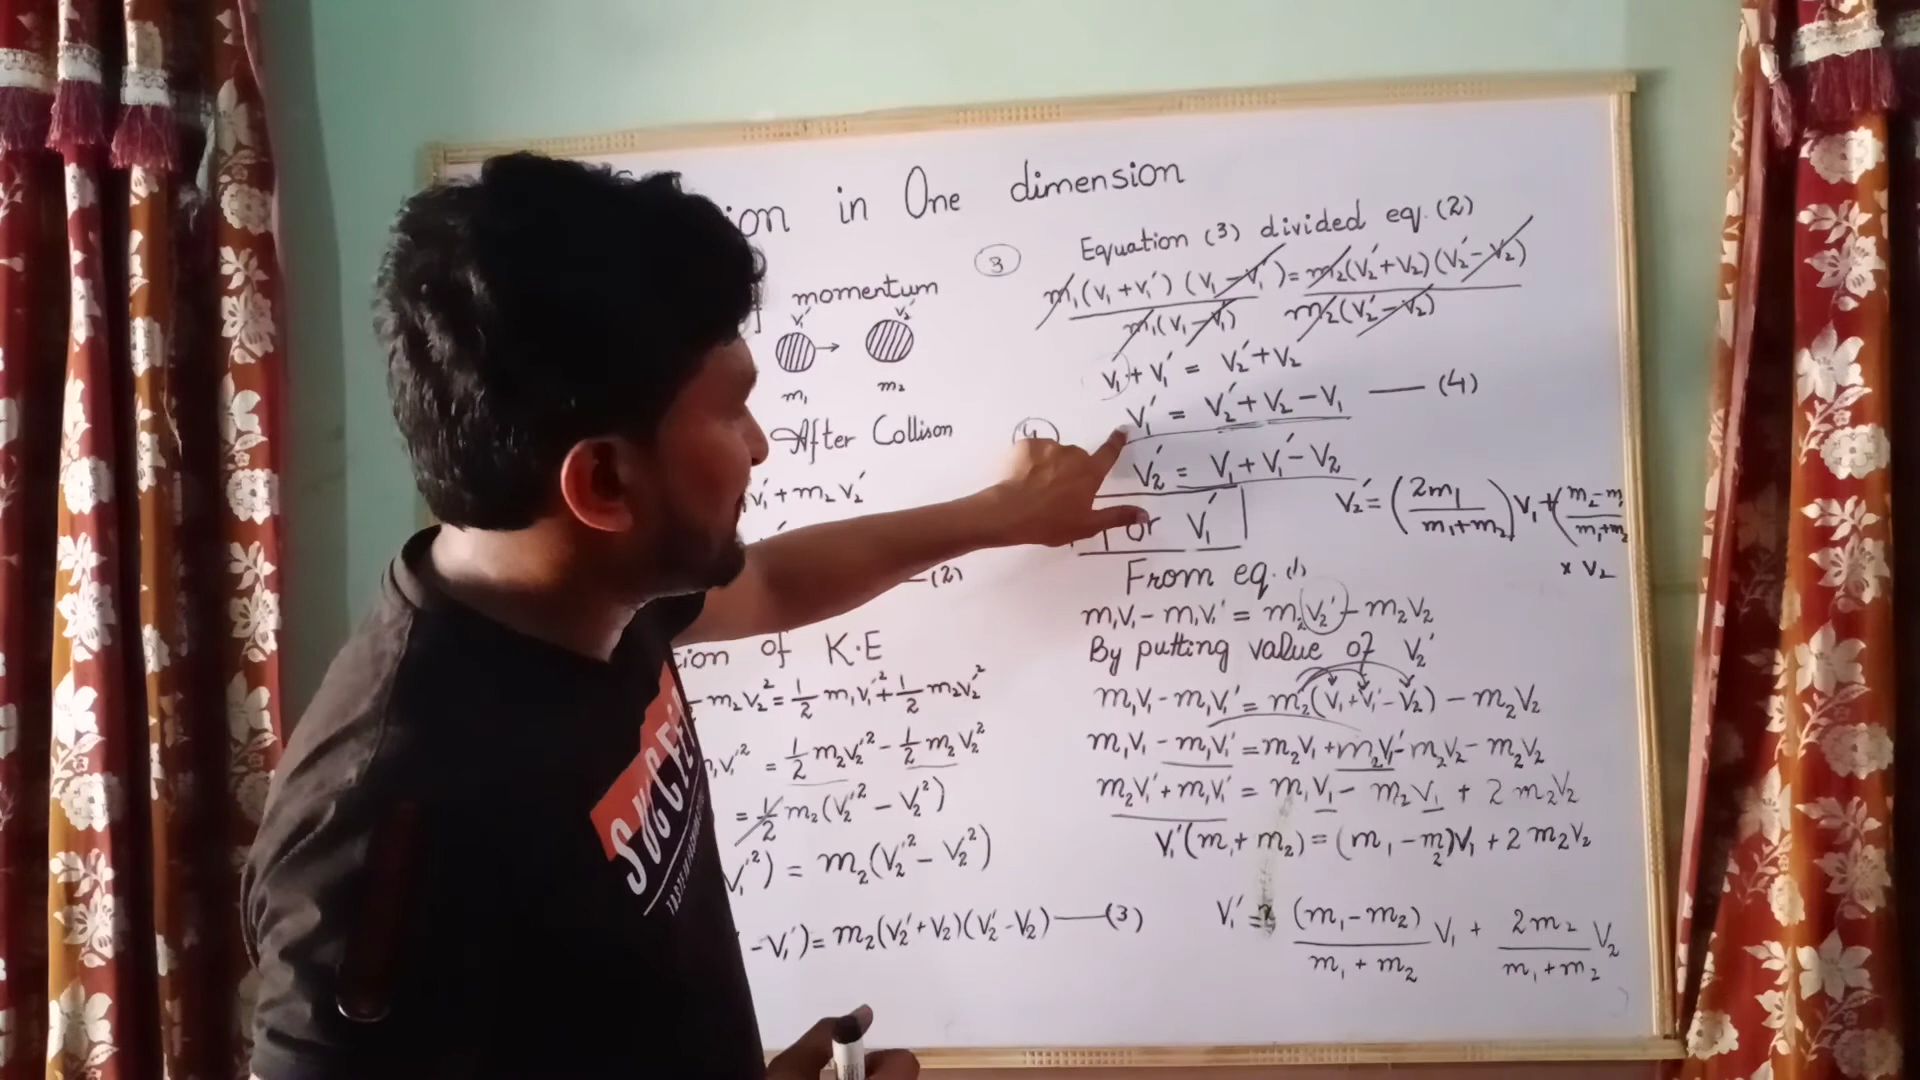 in One dimension
momentum
V₁′ V₂′
m₁ m₂
After Collison
V₁′ + m₂ V₂′
(2)
of K.E
m₂V₂² = 1/2 m₁V₁′² + 1/2 m₂V₂′²
V₁′² = 1/2 m₂V₂′² - 1/2 m₂V₂²
= 1/2 m₂(V₂′² - V₂²)
V₁′²) = m₂(V₂′² - V₂²)
- V₁′) = m₂(V₂′ + V₂)(V₂′ - V₂) — (3)
3
Equation (3) divided eq. (2)
m₁(V₁ + V₁′)(V₁ - V₁′) = m₂(V₂′ + V₂)(V₂′ - V₂)
m₁(V₁ - V₁′) m₂(V₂′ - V₂)
V₁ + V₁′ = V₂′ + V₂
V₁′ = V₂′ + V₂ - V₁ — (4)
V₂′ = V₁ + V₁′ - V₂
V₂′ = (2m₁/m₁+m₂)V₁ + (m₂-m₁/m₁+m₂
× V₂
or V₁′
From eq. (1)
m₁V₁ - m₁V₁′ = m₂V₂′ - m₂V₂
By putting value of V₂′
m₁V₁ - m₁V₁′ = m₂(V₁ + V₁′ - V₂) - m₂V₂
m₁V₁ - m₁V₁′ = m₂V₁ + m₂V₁′ - m₂V₂ - m₂V₂
m₂V₁′ + m₁V₁′ = m₁V₁ - m₂V₁ + 2 m₂V₂
V₁′(m₁ + m₂) = (m₁ - m₂)V₁ + 2 m₂V₂
V₁′ = (m₁ - m₂)/m₁ + m₂ V₁ + 2m₂/m₁ + m₂ V₂
SUCCE